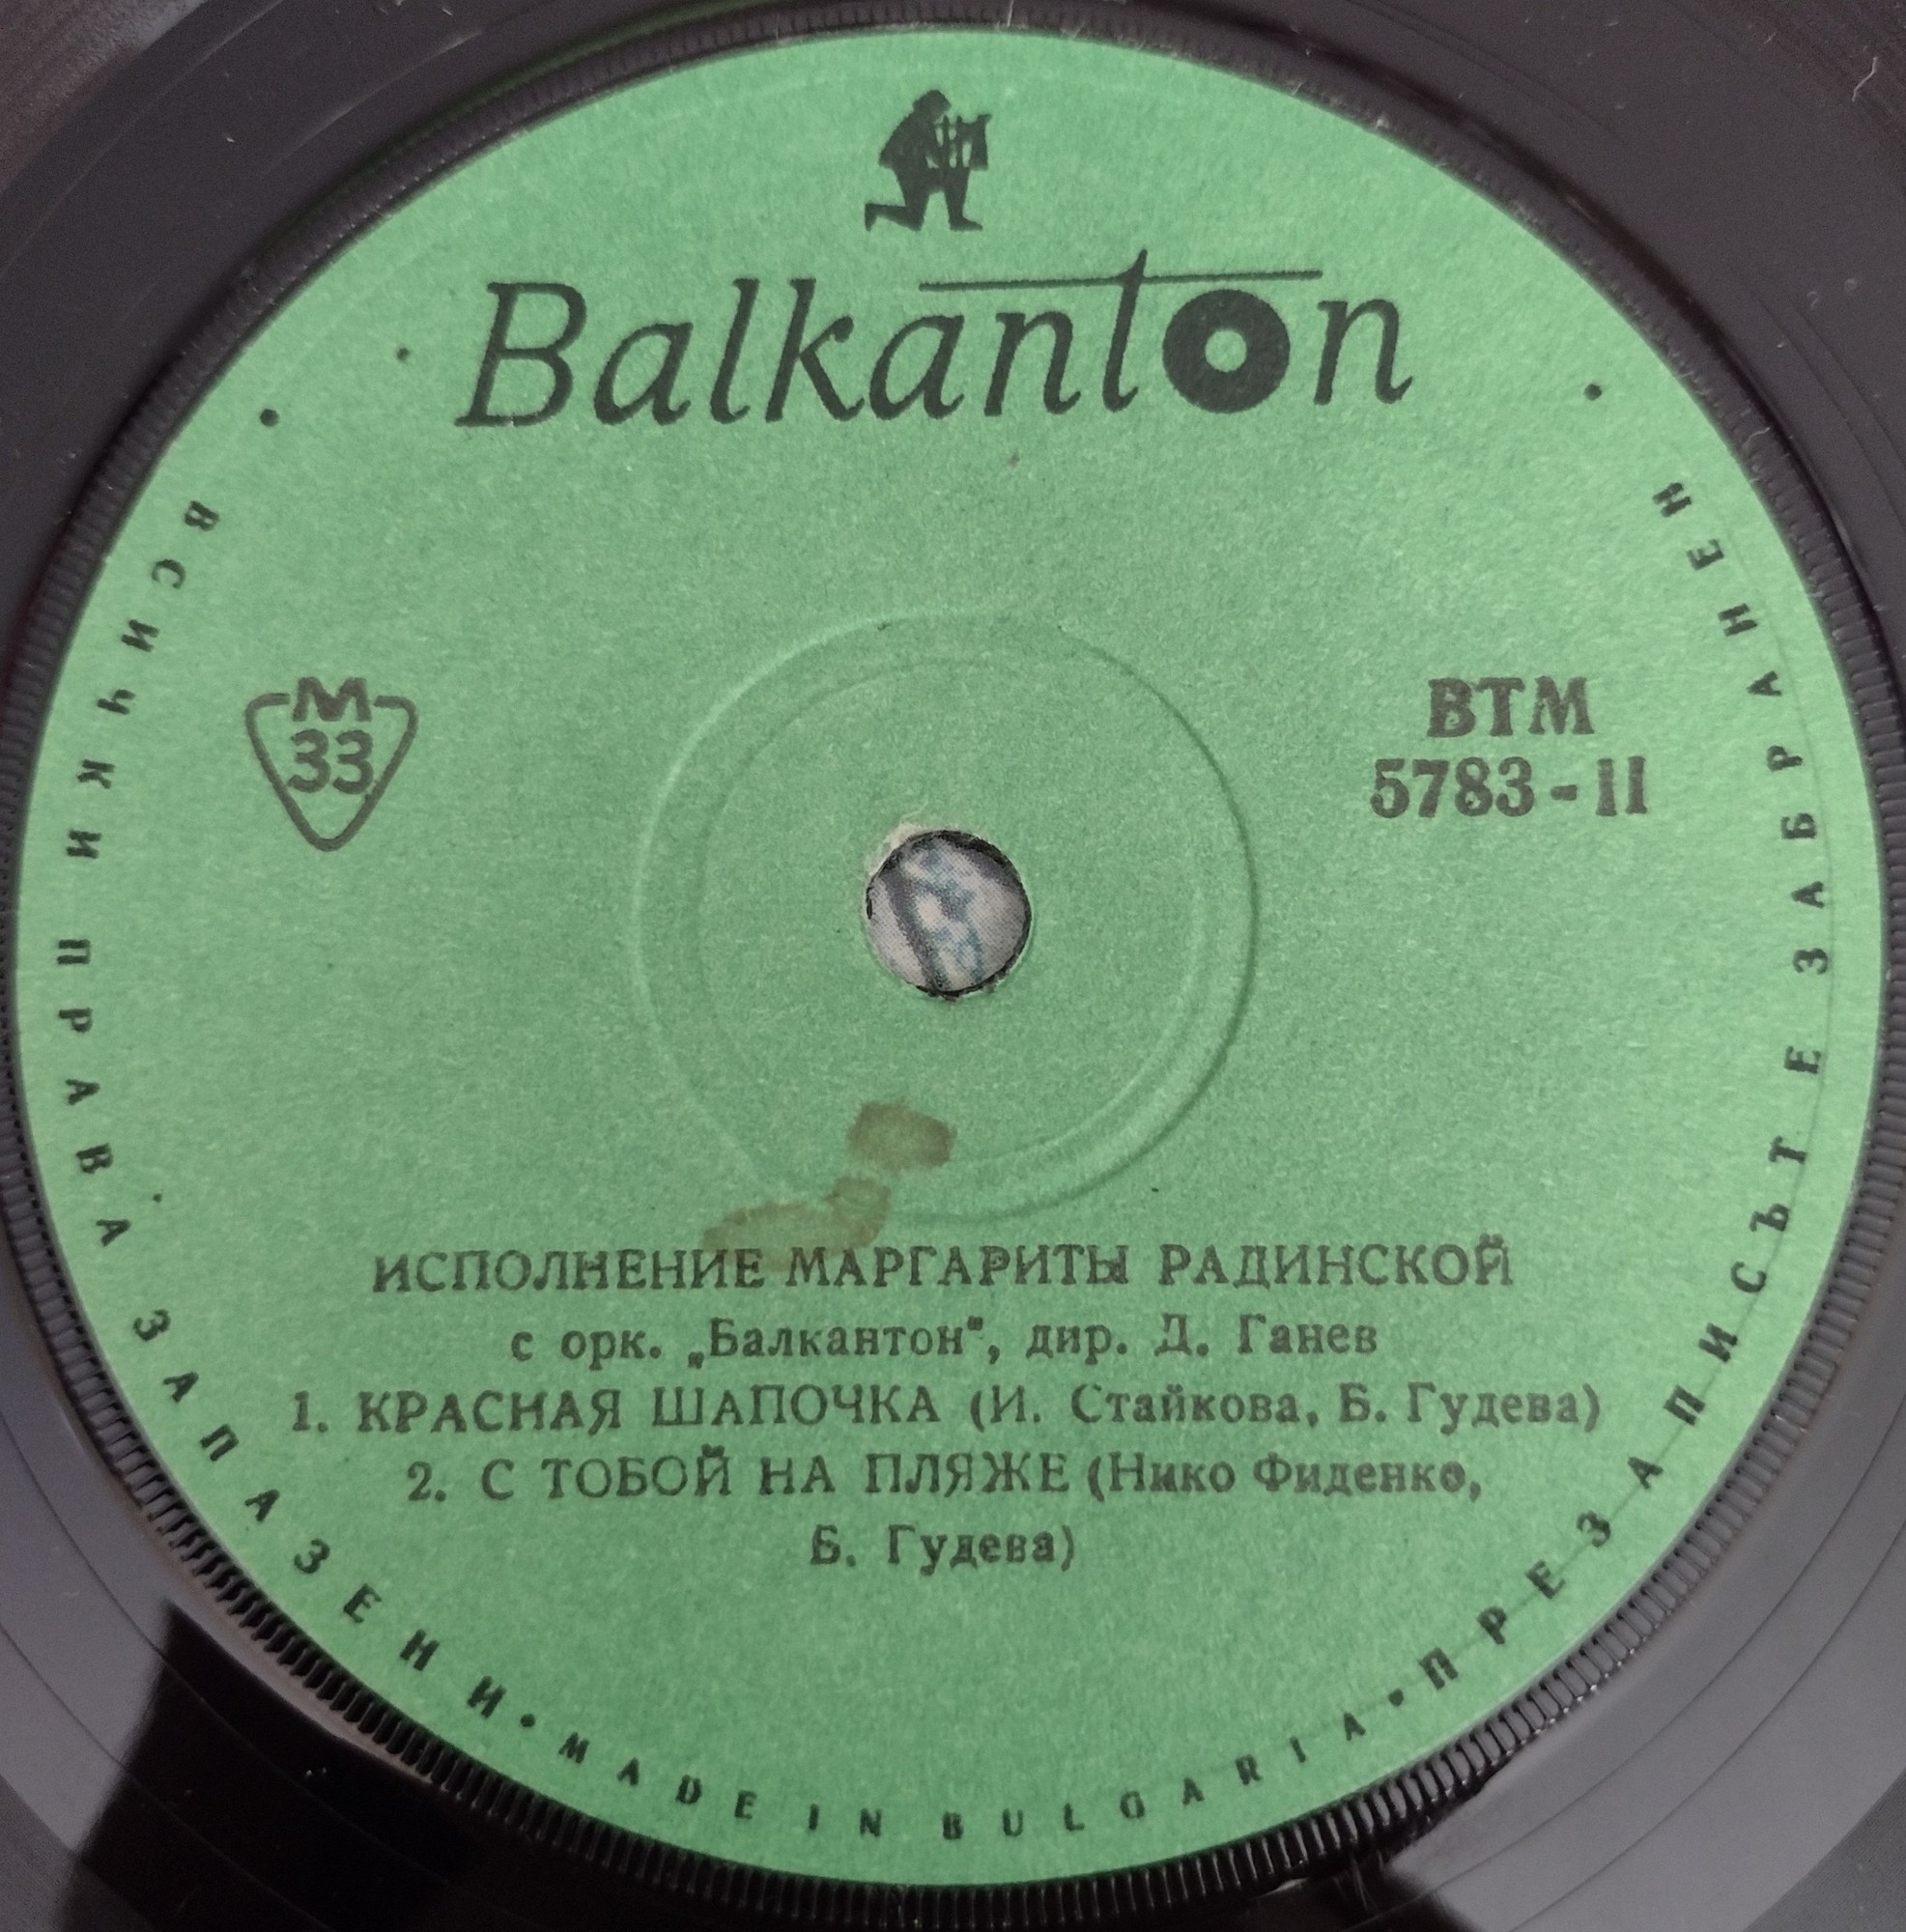 Balkanton
М
33
ВТМ
5783-II
ИСПОЛНЕНИЕ МАРГАРИТЫ РАДИНСКОЙ
с орк. „Балкантон", дир. Д. Ганев
1. КРАСНАЯ ШАПОЧКА (И. Стайкова, Б. Гудева)
2. С ТОБОЙ НА ПЛЯЖЕ (Нико Фиденко,
Б. Гудева)
• ВСИЧКИ ПРАВА ЗАПАЗЕНИ • MADE IN BULGARIA • ПРЕЗАПИСЪТ Е ЗАБРАНЕН •